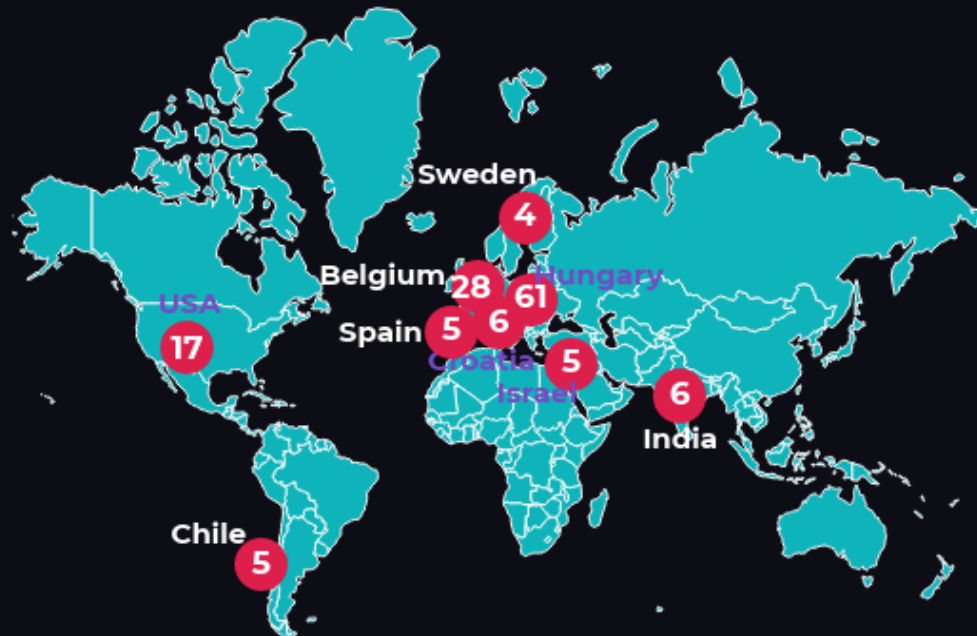 Sweden
4
Belgium
28
Hungary
61
USA
17
Spain
5
6
Croatia
5
Israel
6
India
Chile
5